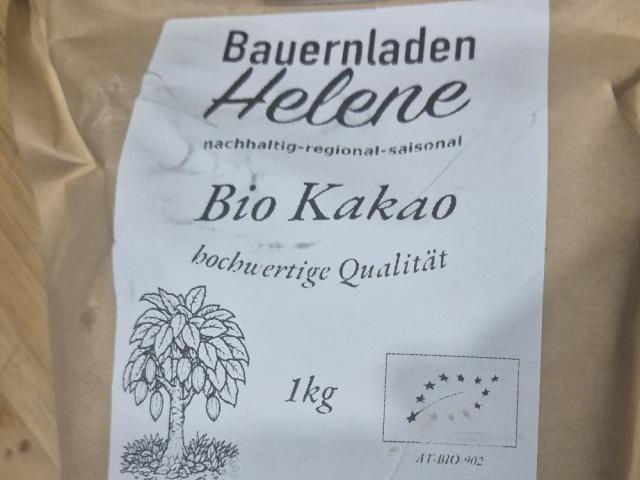 Bauernladen
Helene
nachhaltig-regional-saisonal
Bio Kakao
hochwertige Qualität
1kg
AT-BIO-902